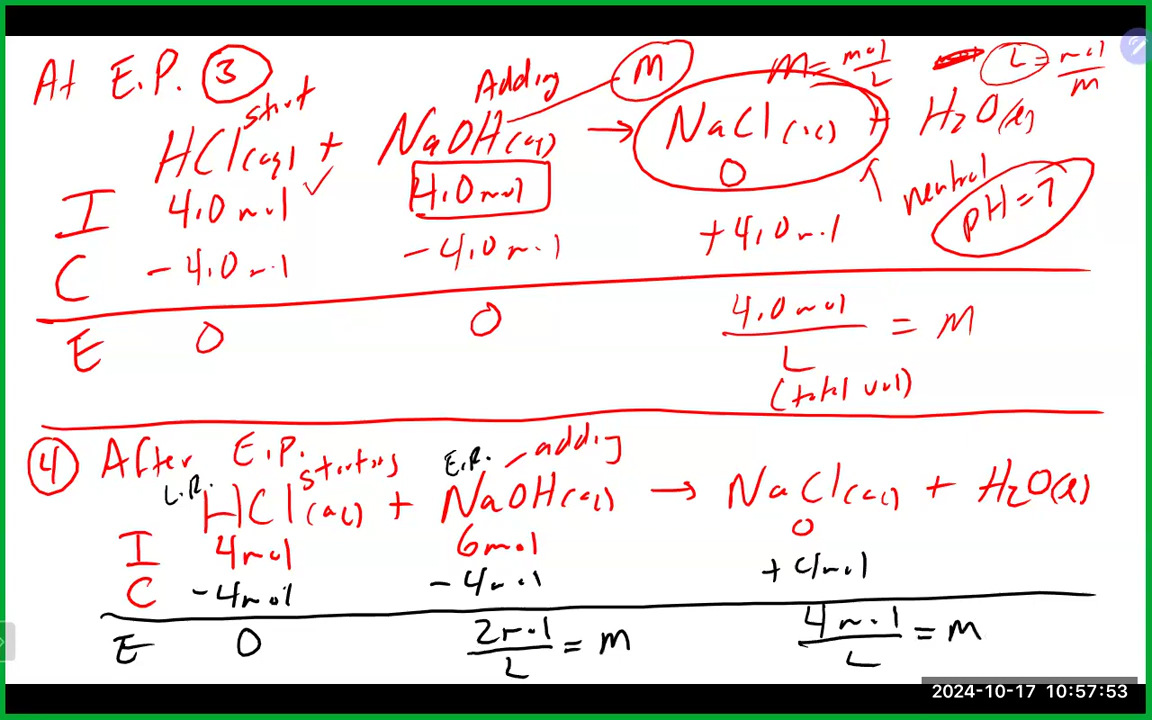 At E.P. 3 Adding M M = mol/L L = mol/M
start
HCl(aq) + NaOH(aq) → NaCl(aq) + H2O(l)
I 4.0 mol ✓ 4.0 mol 0 neutral pH = 7
C - 4.0 mol - 4.0 mol + 4.0 mol
E 0 0 4.0 mol/L = M
(total vol)
4 After E.P. starting E.R. adding
L.R. HCl(aq) + NaOH(aq) → NaCl(aq) + H2O(l)
I 4 mol 6 mol 0
C - 4 mol - 4 mol + 4 mol
E 0 2 mol/L = M 4 mol/L = M
2024-10-17 10:57:53